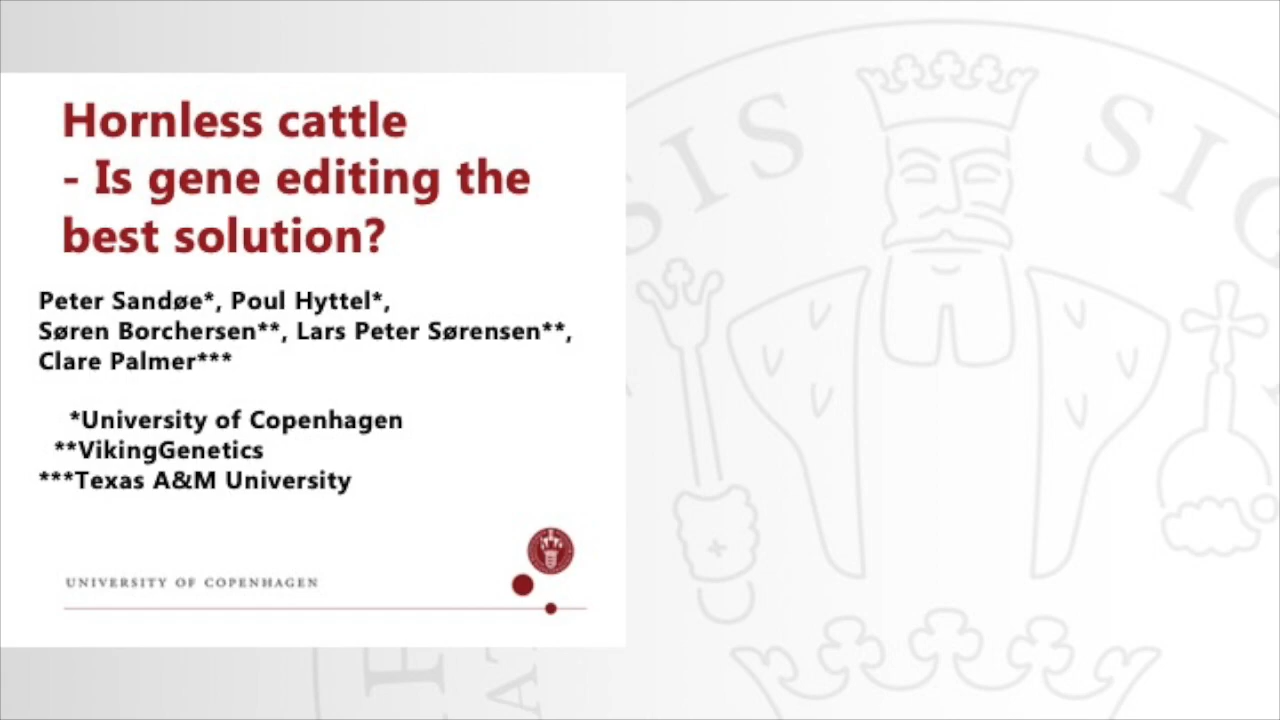 Hornless cattle
- Is gene editing the
best solution?
Peter Sandøe*, Poul Hyttel*,
Søren Borchersen**, Lars Peter Sørensen**,
Clare Palmer***
*University of Copenhagen
**VikingGenetics
***Texas A&M University
UNIVERSITY OF COPENHAGEN